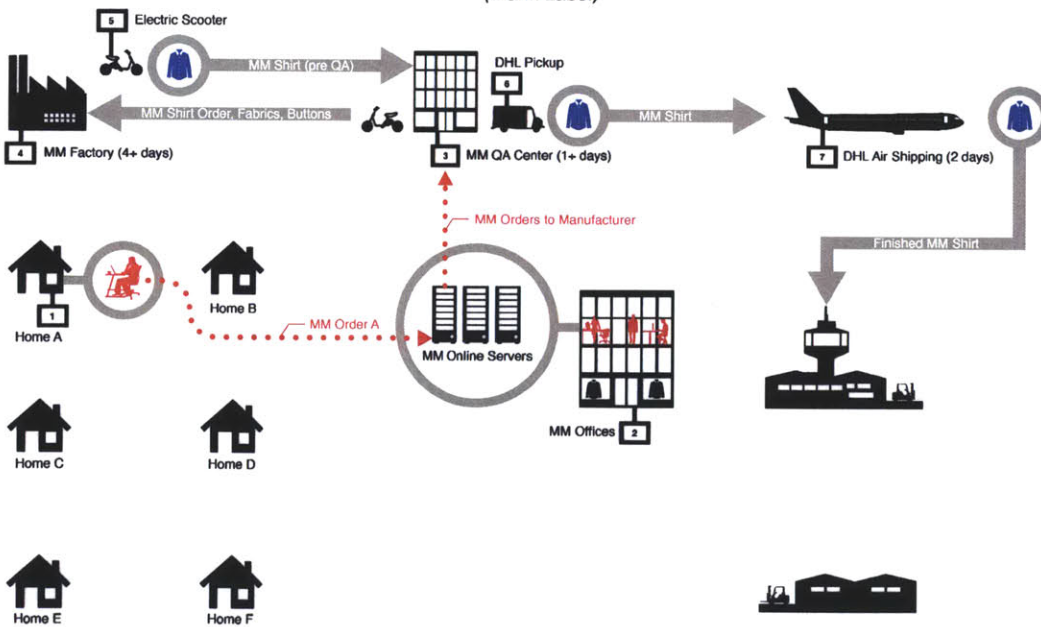 5 Electric Scooter
MM Shirt (pre QA)
DHL Pickup
6
MM Shirt Order, Fabrics, Buttons
MM Shirt
4 MM Factory (4+ days)
3 MM QA Center (1+ days)
7 DHL Air Shipping (2 days)
MM Orders to Manufacturer
Finished MM Shirt
1
Home A
Home B
MM Order A
MM Online Servers
MM Offices 2
Home C
Home D
Home E
Home F